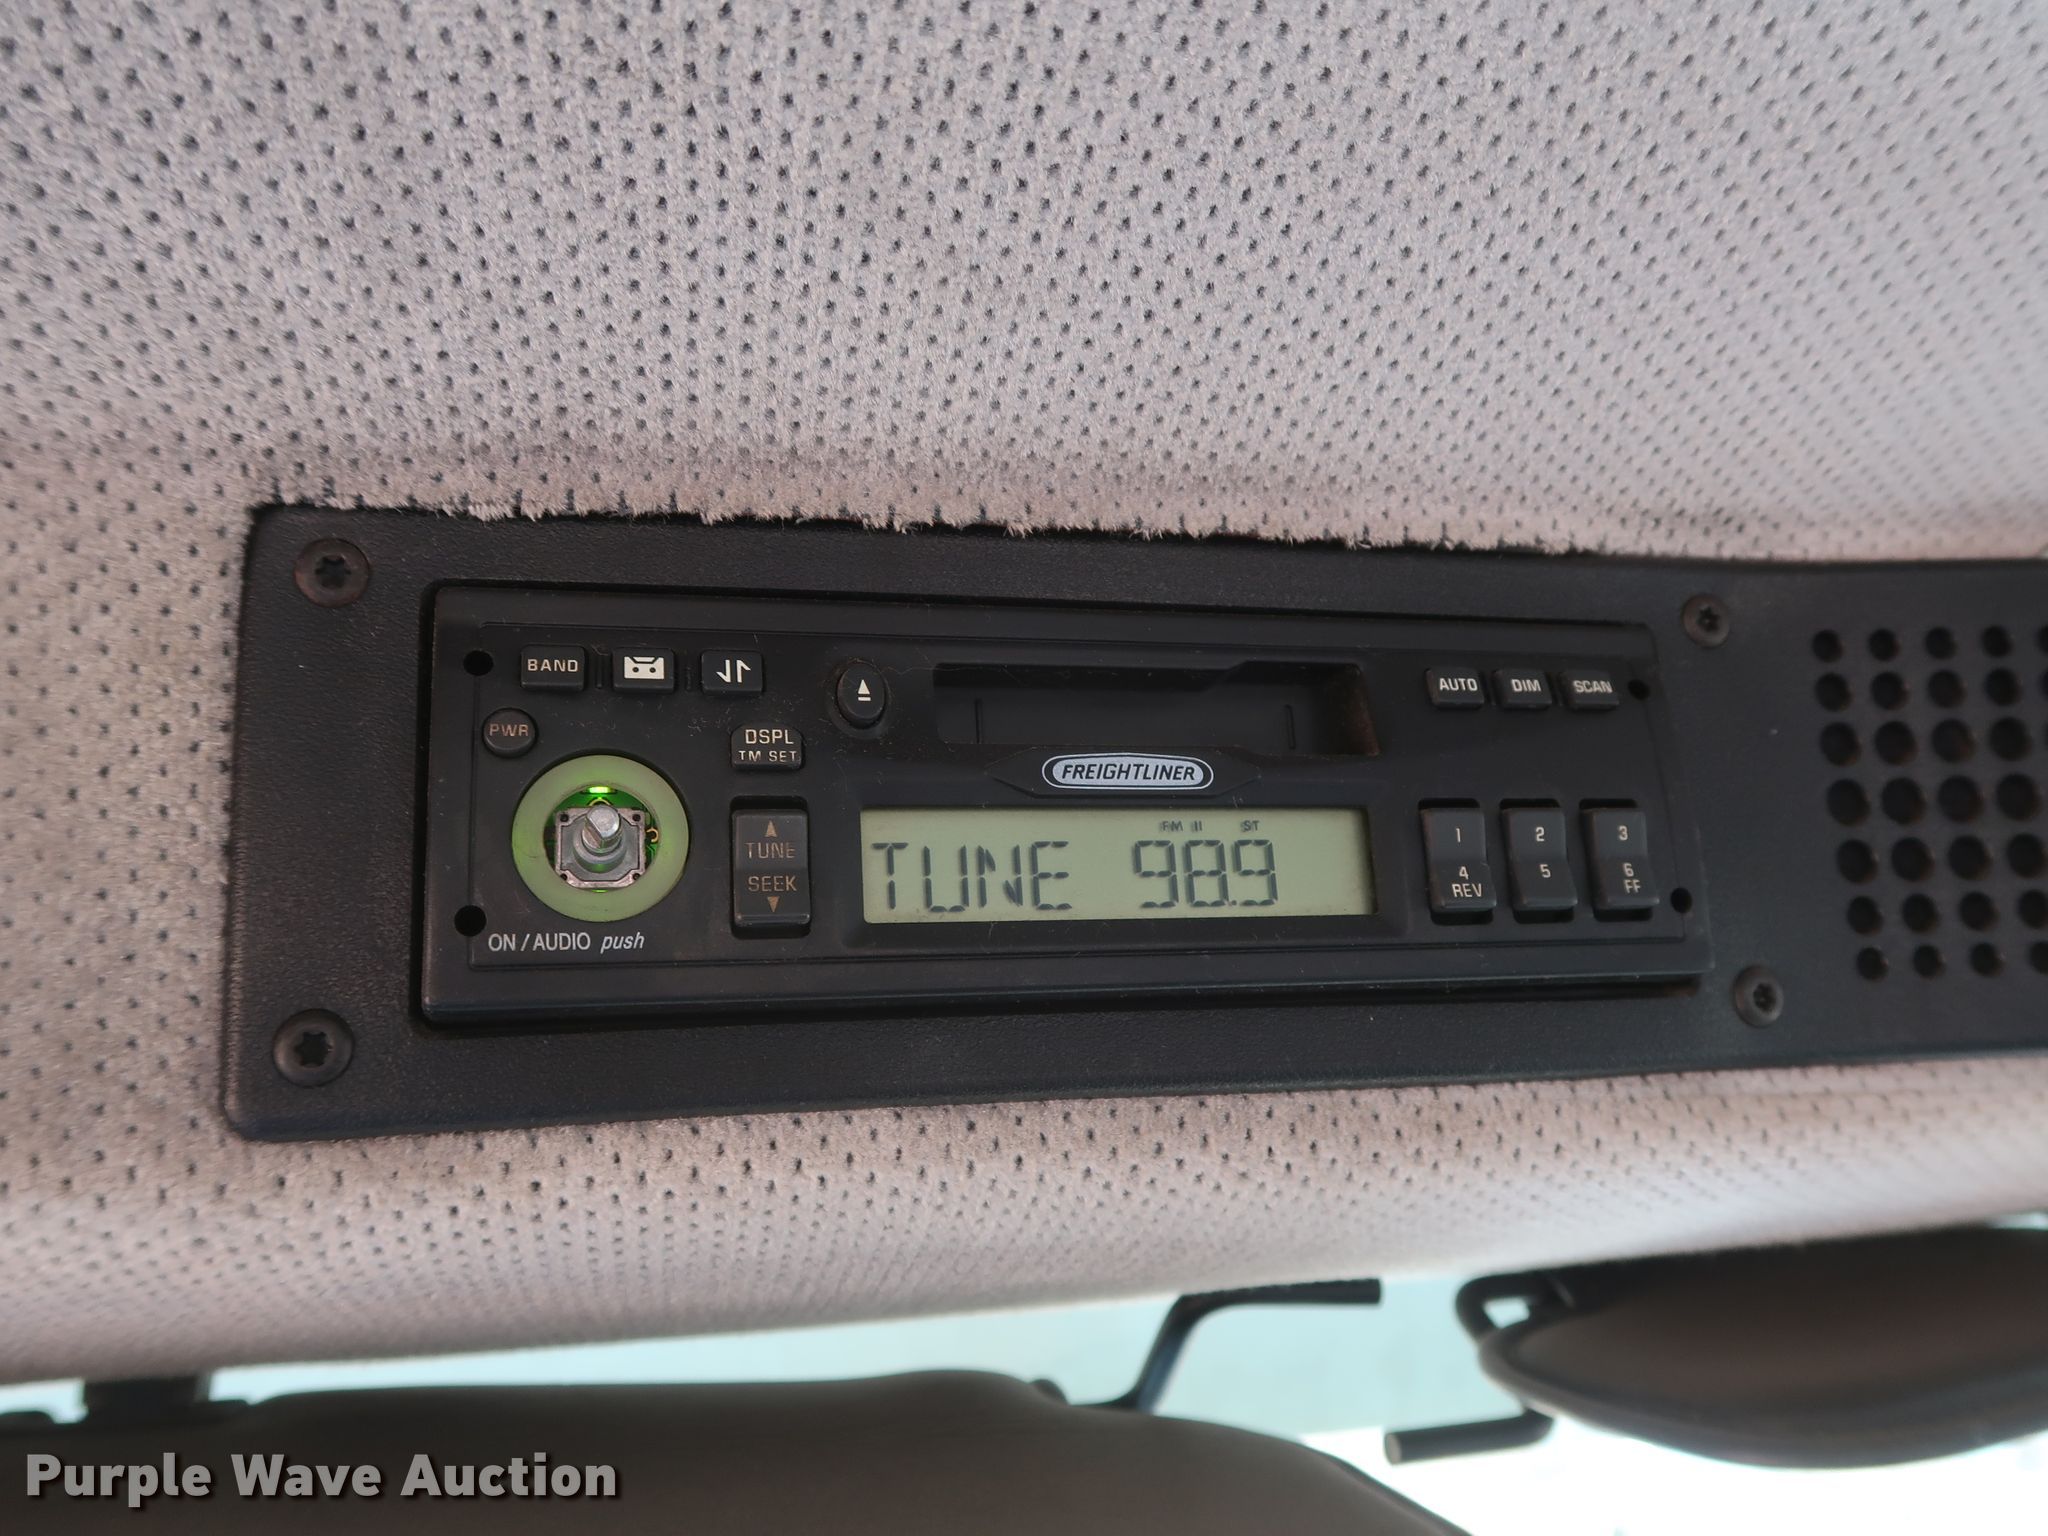 BAND
AUTO DIM SCAN
PWR
DSPL
TM SET
FREIGHTLINER
FM II ST
TUNE 98.9
TUNE
SEEK
1 2 3
4 5 6
REV FF
ON / AUDIO push
Purple Wave Auction